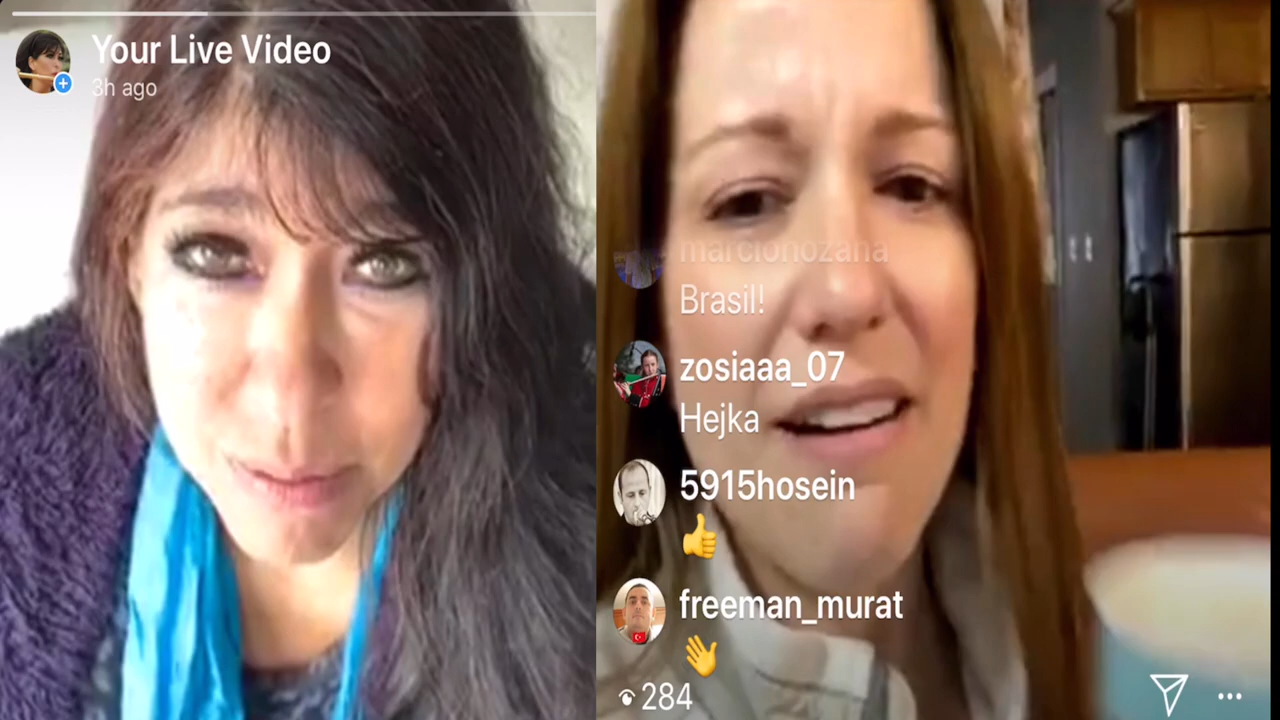 Your Live Video
3h ago
marcionozana
Brasil!
zosiaaa_07
Hejka
5915hosein
👍
freeman_murat
👋
284